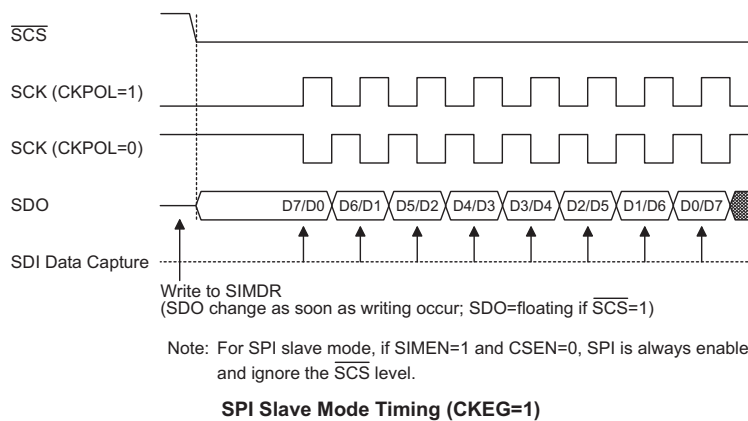 SCS
SCK (CKPOL=1)
SCK (CKPOL=0)
SDO
D7/D0 D6/D1 D5/D2 D4/D3 D3/D4 D2/D5 D1/D6 D0/D7
SDI Data Capture
Write to SIMDR
(SDO change as soon as writing occur; SDO=floating if SCS=1)
Note: For SPI slave mode, if SIMEN=1 and CSEN=0, SPI is always enable
and ignore the SCS level.
SPI Slave Mode Timing (CKEG=1)